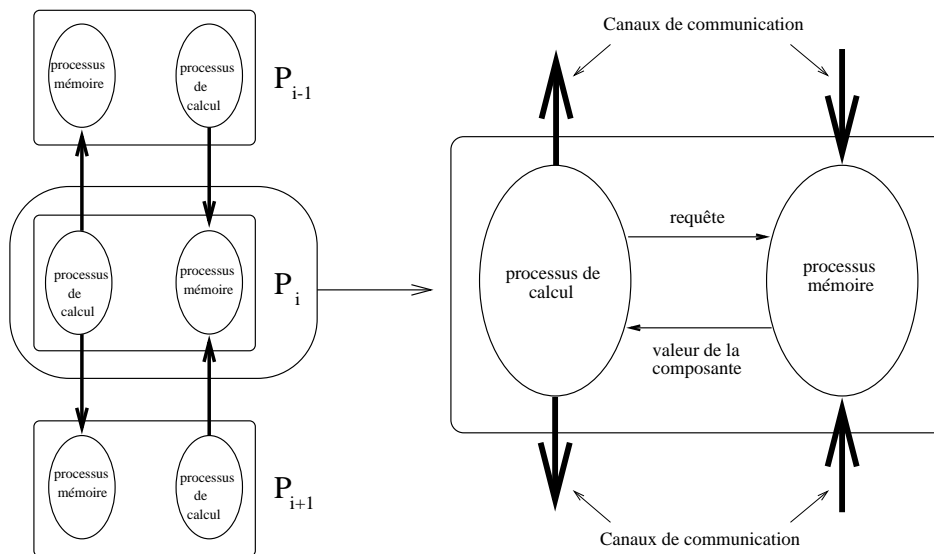 processus
mémoire
processus
de
calcul
P i-1
processus
de
calcul
processus
mémoire
P i
processus
mémoire
processus
de
calcul
P i+1
Canaux de communication
processus de
calcul
requête
processus
mémoire
valeur de la
composante
Canaux de communication